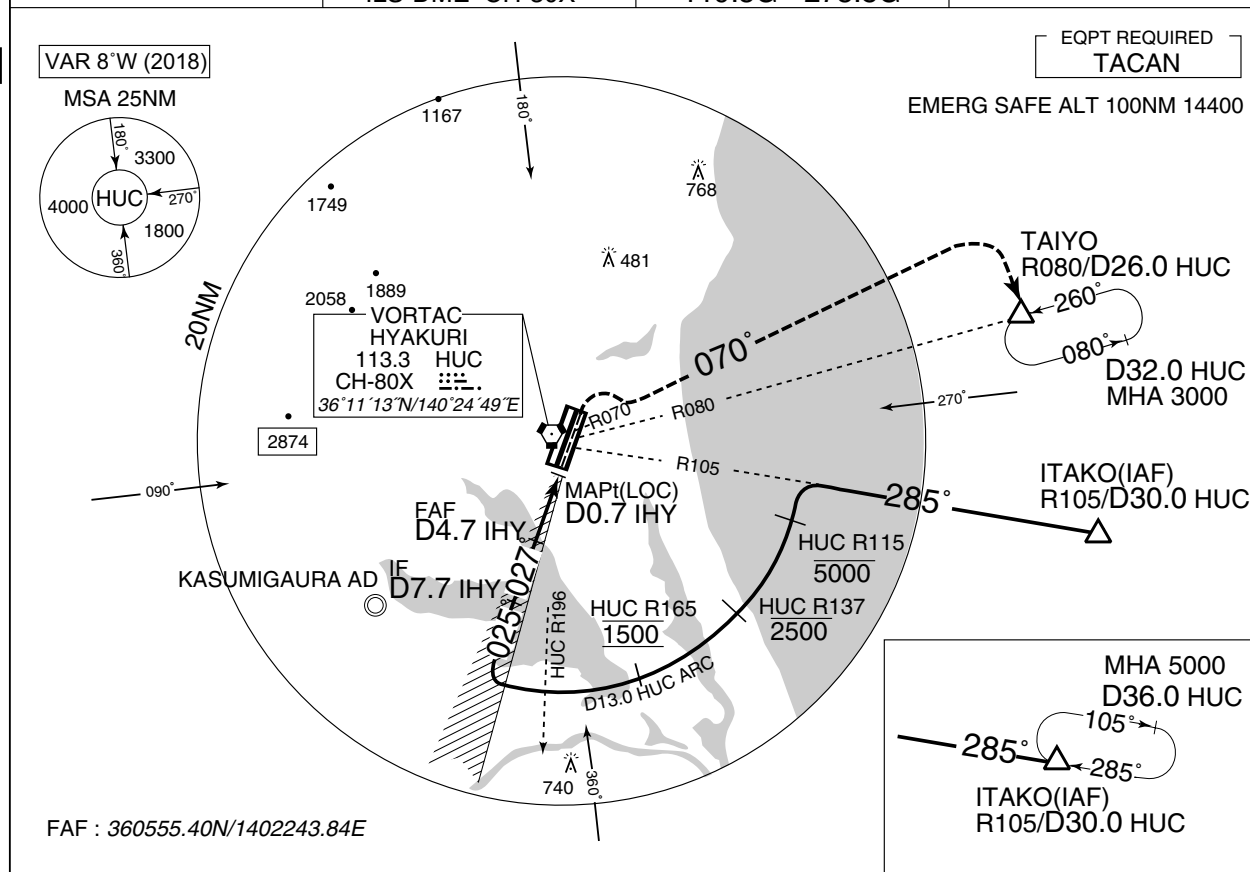 VAR 8°W (2018)
MSA 25NM
180°
3300
HUC
270°
4000
1800
360°
EQPT REQUIRED
TACAN
EMERG SAFE ALT 100NM 14400
180°
1167
1749
768
481
1889
2058
20NM
VORTAC
HYAKURI
113.3 HUC
CH-80X
36°11´13˝N/140°24´49˝E
2874
090°
TAIYO
R080/D26.0 HUC
260°
080°
D32.0 HUC
MHA 3000
070°
R070
R080
R105
270°
ITAKO(IAF)
R105/D30.0 HUC
285°
MAPt(LOC)
D0.7 IHY
FAF
D4.7 IHY
IF
D7.7 IHY
KASUMIGAURA AD
025°
027°
HUC R196
HUC R115
5000
HUC R137
2500
HUC R165
1500
D13.0 HUC ARC
740
360°
MHA 5000
D36.0 HUC
105°
285°
285°
ITAKO(IAF)
R105/D30.0 HUC
FAF : 360555.40N/1402243.84E